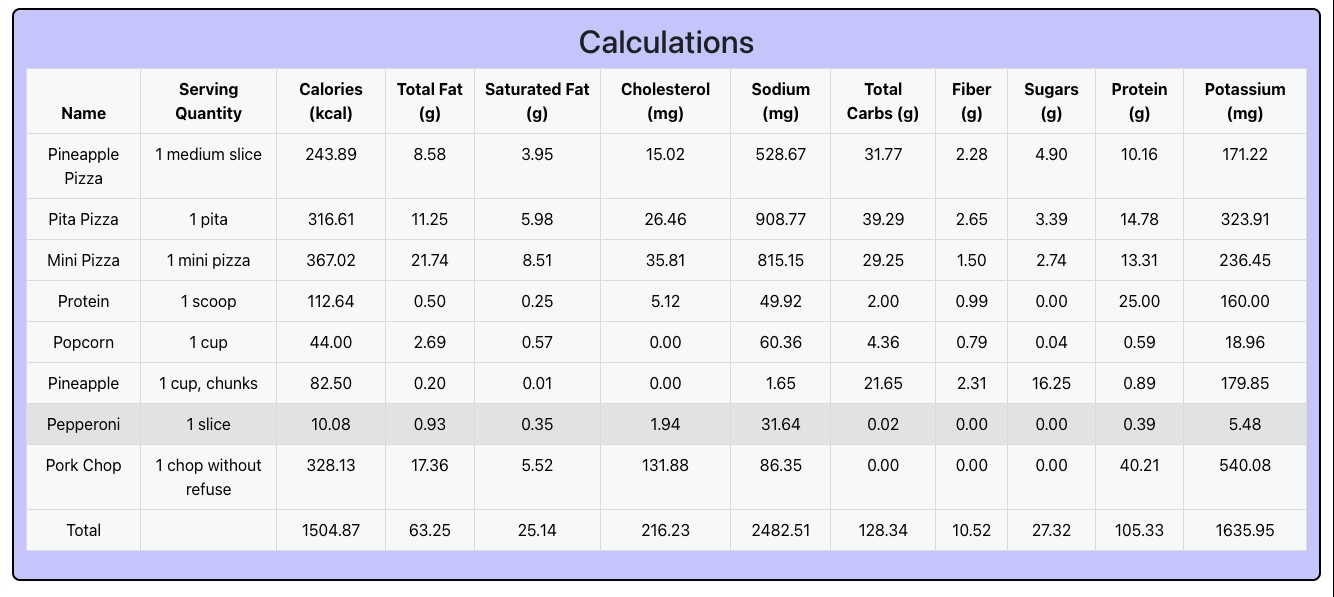 Calculations
Name Serving Quantity Calories (kcal) Total Fat (g) Saturated Fat (g) Cholesterol (mg) Sodium (mg) Total Carbs (g) Fiber (g) Sugars (g) Protein (g) Potassium (mg)
Pineapple Pizza 1 medium slice 243.89 8.58 3.95 15.02 528.67 31.77 2.28 4.90 10.16 171.22
Pita Pizza 1 pita 316.61 11.25 5.98 26.46 908.77 39.29 2.65 3.39 14.78 323.91
Mini Pizza 1 mini pizza 367.02 21.74 8.51 35.81 815.15 29.25 1.50 2.74 13.31 236.45
Protein 1 scoop 112.64 0.50 0.25 5.12 49.92 2.00 0.99 0.00 25.00 160.00
Popcorn 1 cup 44.00 2.69 0.57 0.00 60.36 4.36 0.79 0.04 0.59 18.96
Pineapple 1 cup, chunks 82.50 0.20 0.01 0.00 1.65 21.65 2.31 16.25 0.89 179.85
Pepperoni 1 slice 10.08 0.93 0.35 1.94 31.64 0.02 0.00 0.00 0.39 5.48
Pork Chop 1 chop without refuse 328.13 17.36 5.52 131.88 86.35 0.00 0.00 0.00 40.21 540.08
Total 1504.87 63.25 25.14 216.23 2482.51 128.34 10.52 27.32 105.33 1635.95